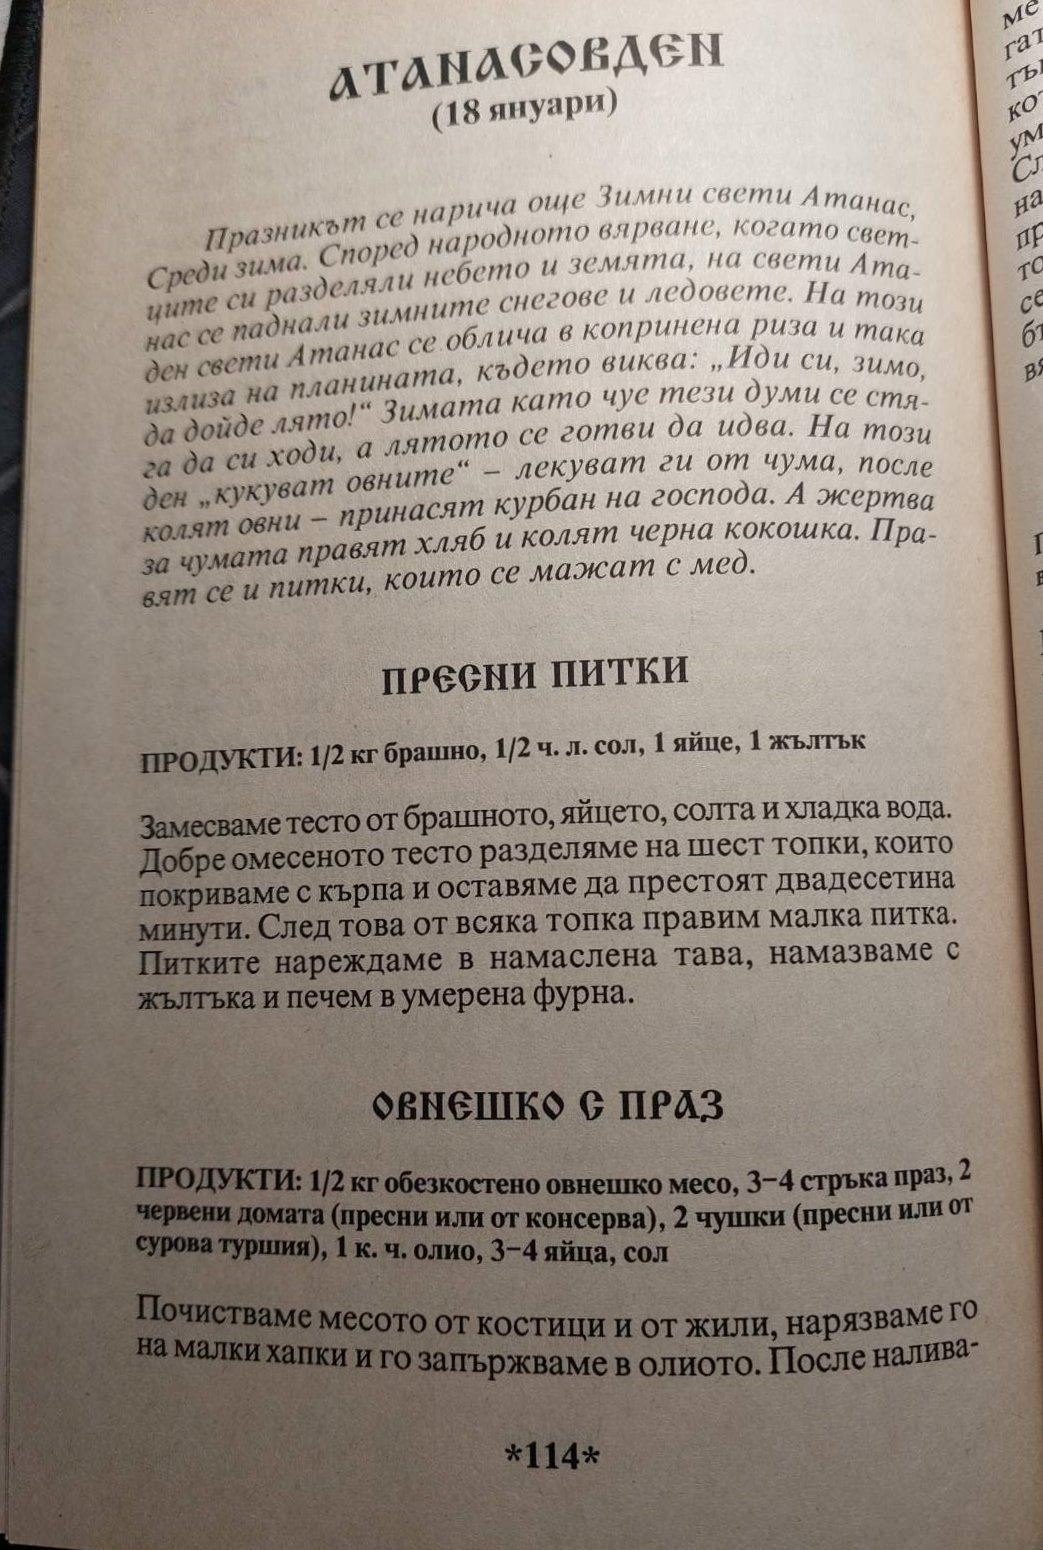 АТАНАСОВДЕН
(18 януари)
Празникът се нарича още Зимни свети Атанас,
Среди зима. Според народното вярване, когато свет-
ците си разделяли небето и земята, на свети Ата-
нас се паднали зимните снегове и ледовете. На този
ден свети Атанас се облича в копринена риза и така
излиза на планината, където виква: „Иди си, зимо,
да дойде лято!“ Зимата като чуе тези думи се стя-
га да си ходи, а лятото се готви да идва. На този
ден „кукуват овните“ – лекуват ги от чума, после
колят овни – принасят курбан на господа. А жертва
за чумата правят хляб и колят черна кокошка. Пра-
вят се и питки, които се мажат с мед.
ПРЕСНИ ПИТКИ
ПРОДУКТИ: 1/2 кг брашно, 1/2 ч. л. сол, 1 яйце, 1 жълтък
Замесваме тесто от брашното, яйцето, солта и хладка вода.
Добре омесеното тесто разделяме на шест топки, които
покриваме с кърпа и оставяме да престоят двадесетина
минути. След това от всяка топка правим малка питка.
Питките нареждаме в намаслена тава, намазваме с
жълтъка и печем в умерена фурна.
ОВНЕШКО С ПРАЗ
ПРОДУКТИ: 1/2 кг обезкостено овнешко месо, 3–4 стръка праз, 2
червени домата (пресни или от консерва), 2 чушки (пресни или от
сурова туршия), 1 к. ч. олио, 3–4 яйца, сол
Почистваме месото от костици и от жили, нарязваме го
на малки хапки и го запържваме в олиото. После налива-
*114*